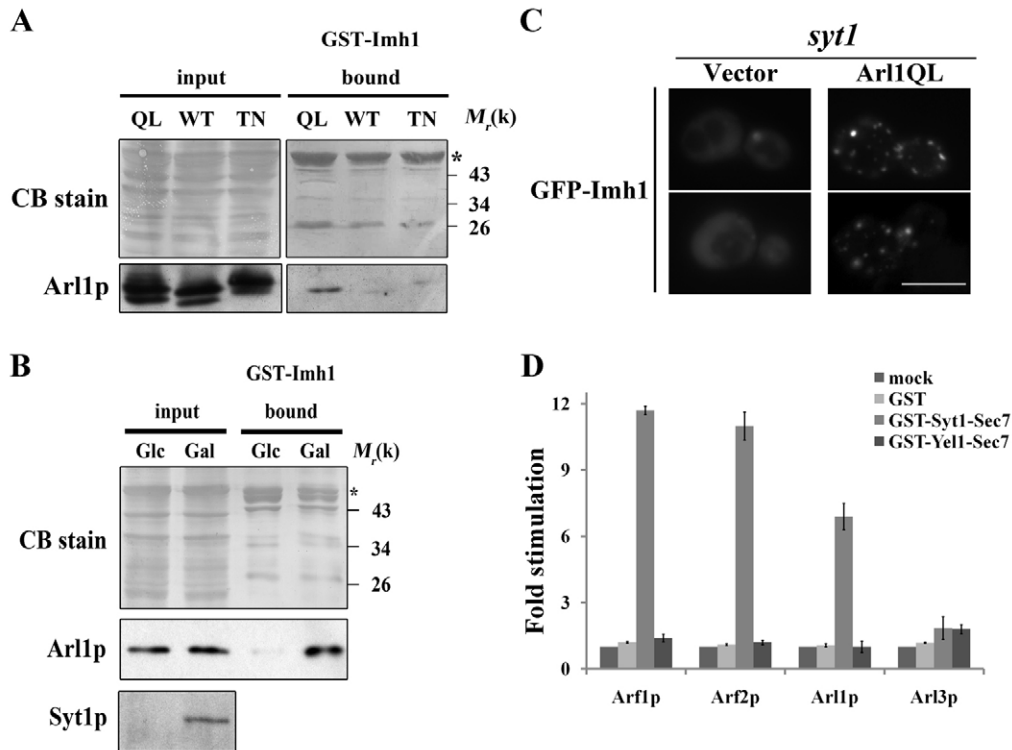 A
GST-Imh1
input bound
QL WT TN QL WT TN Mr(k)
CB stain
*
43
34
26
Arl1p
B
GST-Imh1
input bound
Glc Gal Glc Gal Mr(k)
CB stain
*
43
34
26
Arl1p
Syt1p
C
syt1
Vector Arl1QL
GFP-Imh1
D
mock
GST
GST-Syt1-Sec7
GST-Yel1-Sec7
Fold stimulation
12
9
6
3
0
Arf1p Arf2p Arl1p Arl3p